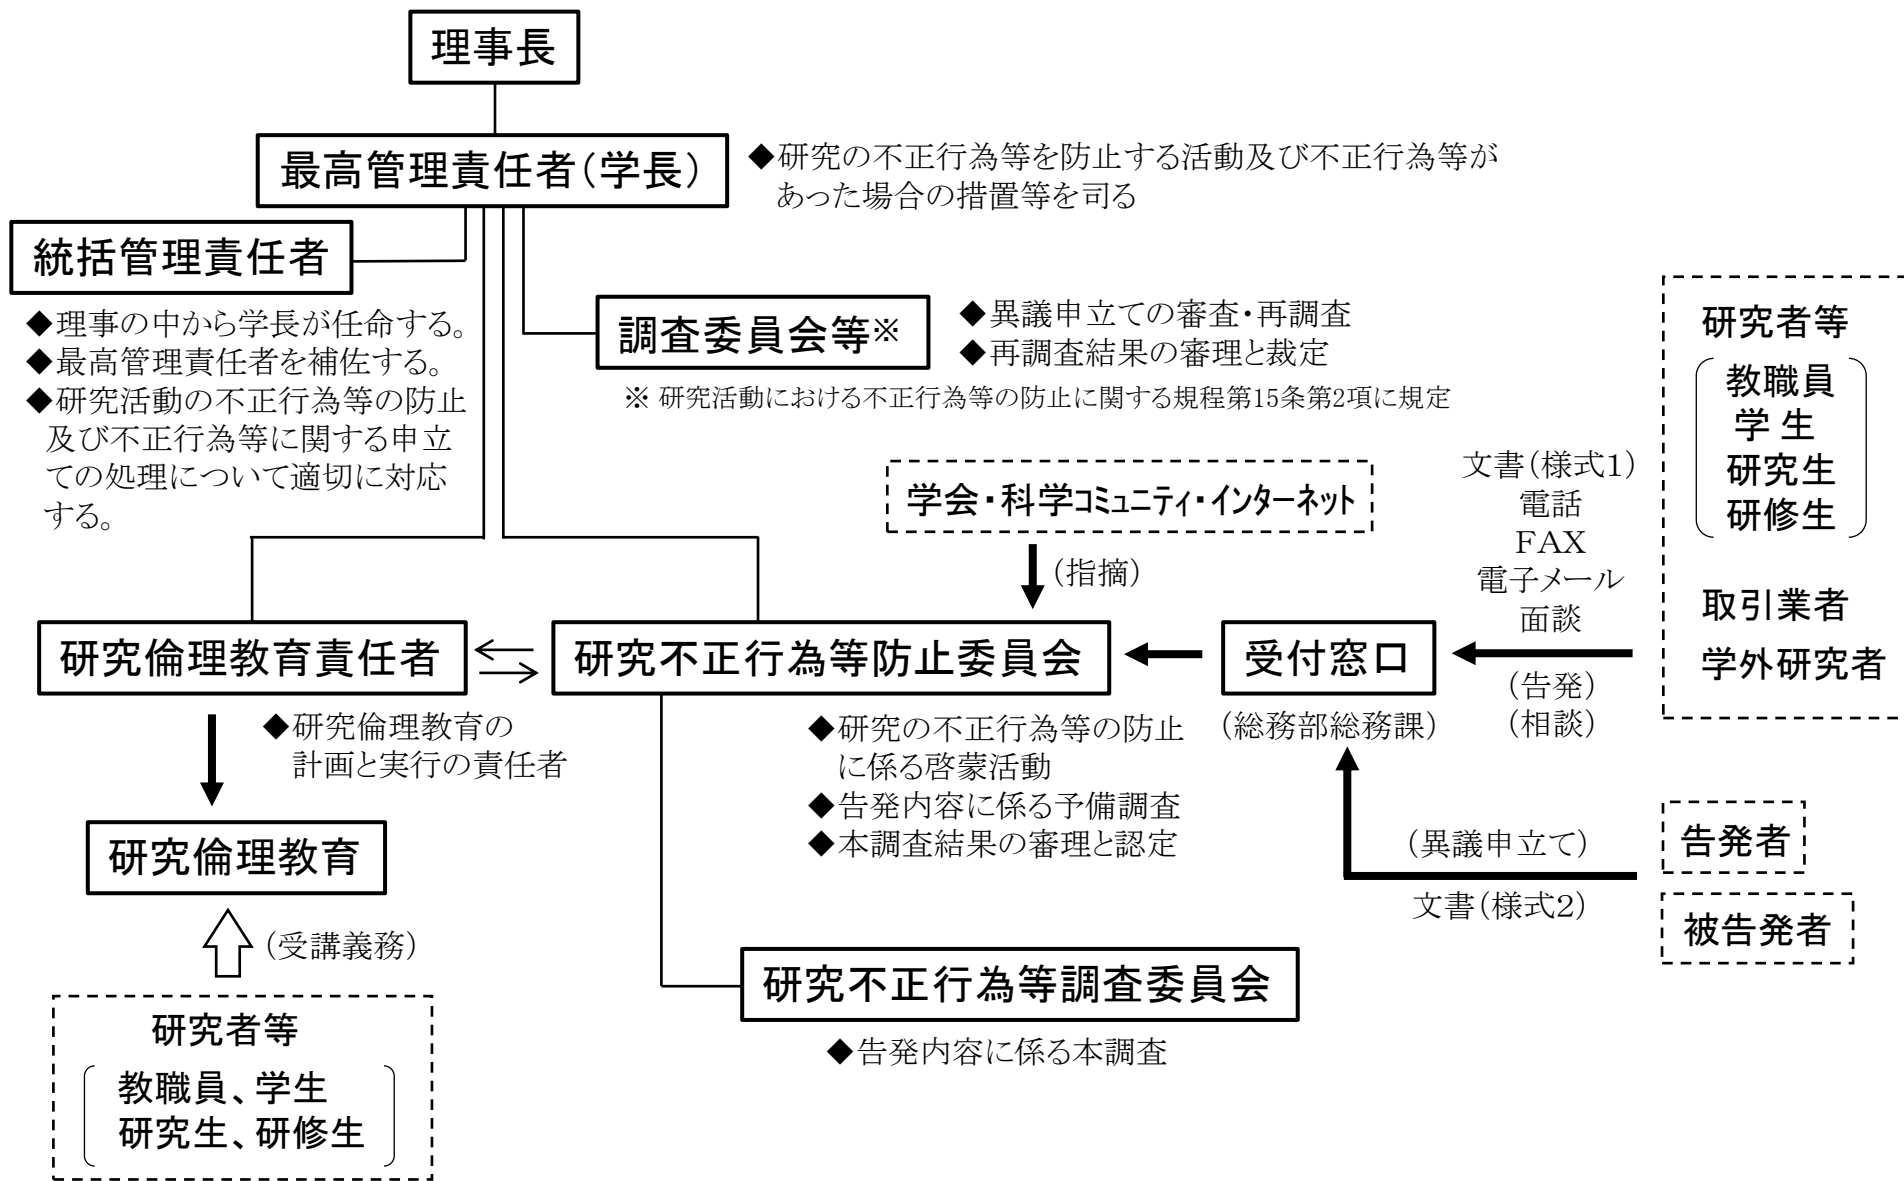 理事長
最高管理責任者(学長)
◆研究の不正行為等を防止する活動及び不正行為等が
あった場合の措置等を司る
統括管理責任者
◆理事の中から学長が任命する。
◆最高管理責任者を補佐する。
◆研究活動の不正行為等の防止
及び不正行為等に関する申立
ての処理について適切に対応
する。
調査委員会等※
◆異議申立ての審査・再調査
◆再調査結果の審理と裁定
※ 研究活動における不正行為等の防止に関する規程第15条第2項に規定
学会・科学コミュニティ・インターネット
(指摘)
研究者等
教職員
学 生
研究生
研修生
取引業者
学外研究者
文書(様式1)
電話
FAX
電子メール
面談
(告発)
(相談)
研究倫理教育責任者
研究不正行為等防止委員会
受付窓口
(総務部総務課)
◆研究倫理教育の
計画と実行の責任者
◆研究の不正行為等の防止
に係る啓蒙活動
◆告発内容に係る予備調査
◆本調査結果の審理と認定
(異議申立て)
文書(様式2)
告発者
被告発者
研究倫理教育
(受講義務)
研究不正行為等調査委員会
◆告発内容に係る本調査
研究者等
教職員、学生
研究生、研修生